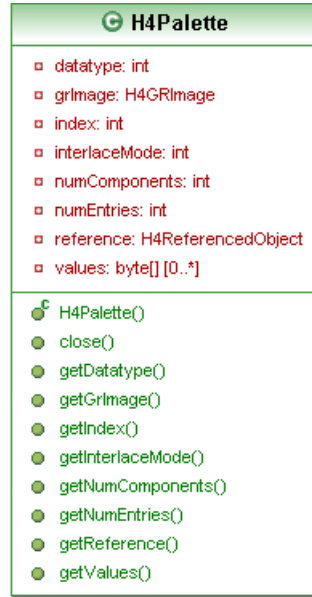 H4Palette
datatype: int
grImage: H4GRImage
index: int
interlaceMode: int
numComponents: int
numEntries: int
reference: H4ReferencedObject
values: byte[] [0..*]
H4Palette()
close()
getDatatype()
getGrImage()
getIndex()
getInterlaceMode()
getNumComponents()
getNumEntries()
getReference()
getValues()